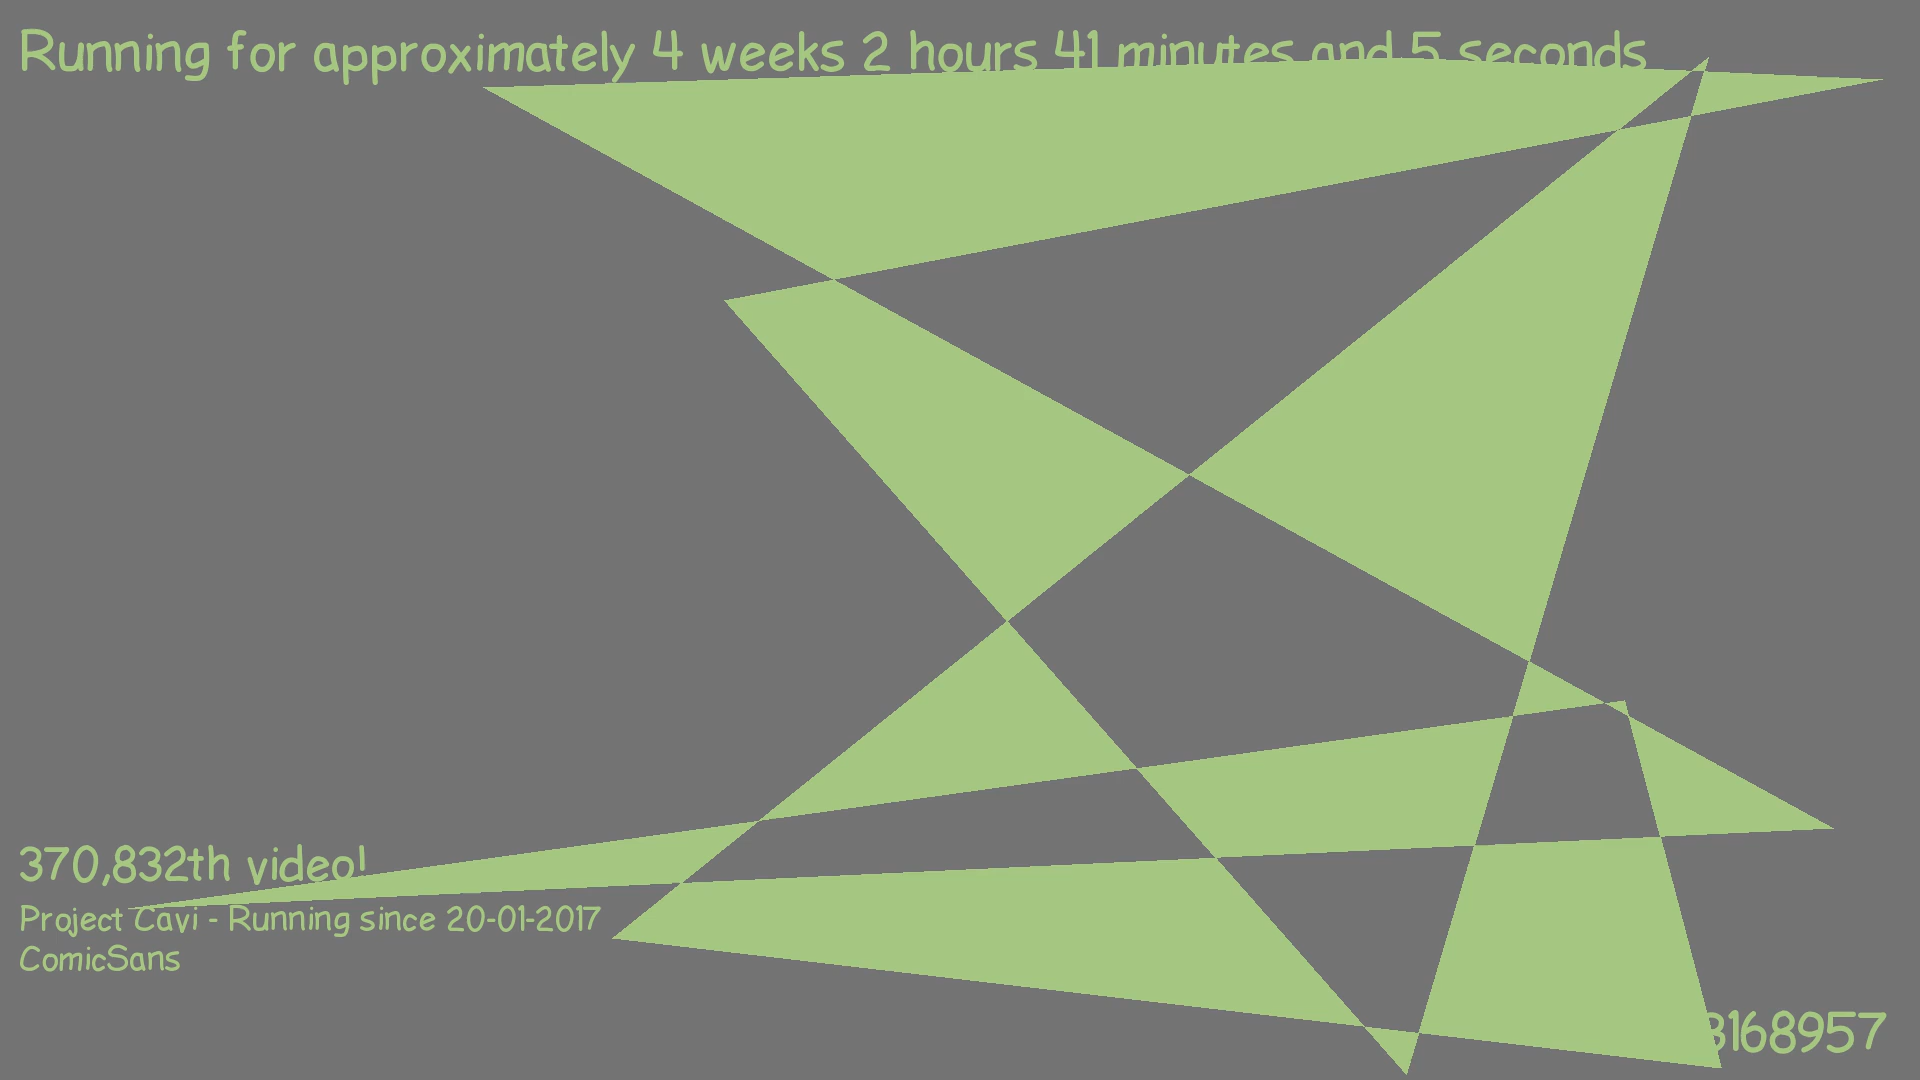 Running for approximately 4 weeks 2 hours 41 minutes and 5 seconds
370,832th video!
Project Cavi - Running since 20-01-2017
ComicSans
3168957